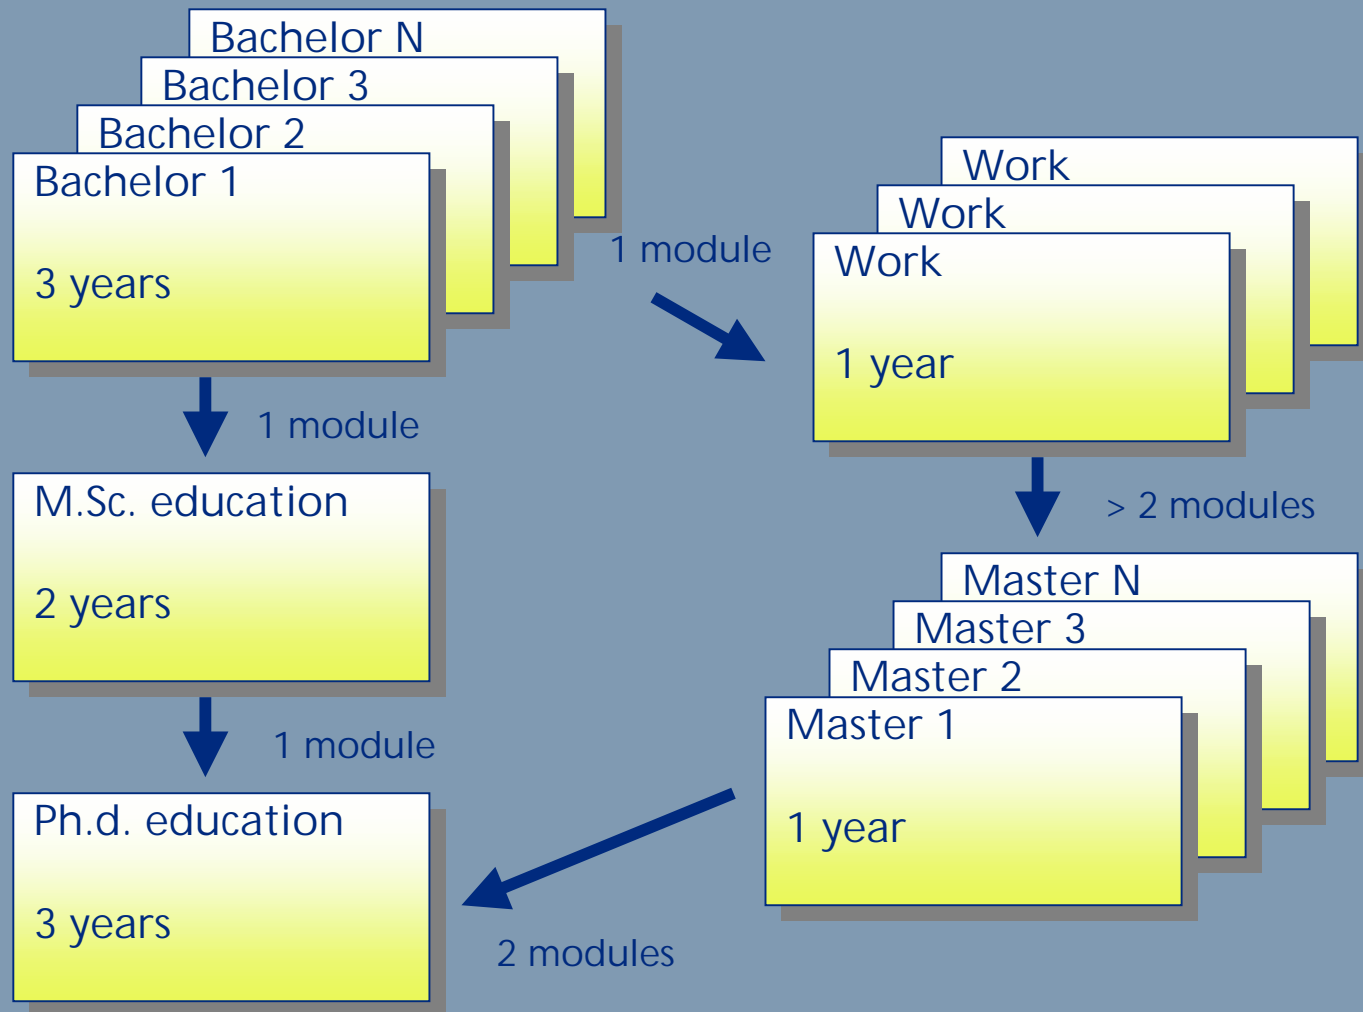 Bachelor N
Bachelor 3
Bachelor 2
Bachelor 1
3 years
1 module
Work
Work
Work
1 year
1 module
> 2 modules
M.Sc. education
2 years
Master N
Master 3
Master 2
Master 1
1 year
1 module
Ph.d. education
3 years
2 modules